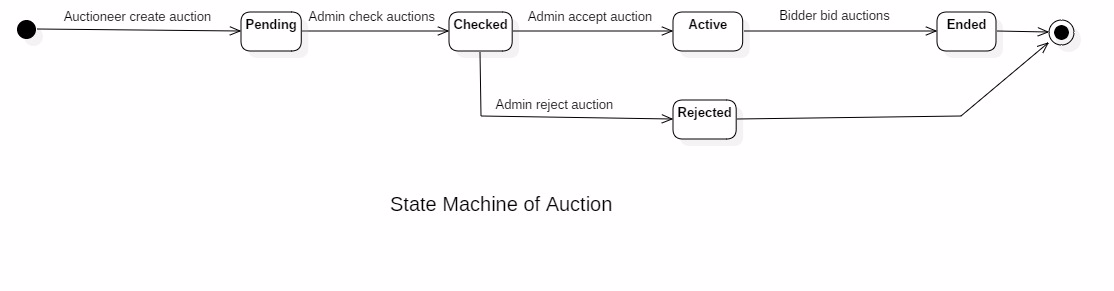 Auctioneer create auction
Pending
Admin check auctions
Checked
Admin accept auction
Active
Bidder bid auctions
Ended
Admin reject auction
Rejected
State Machine of Auction